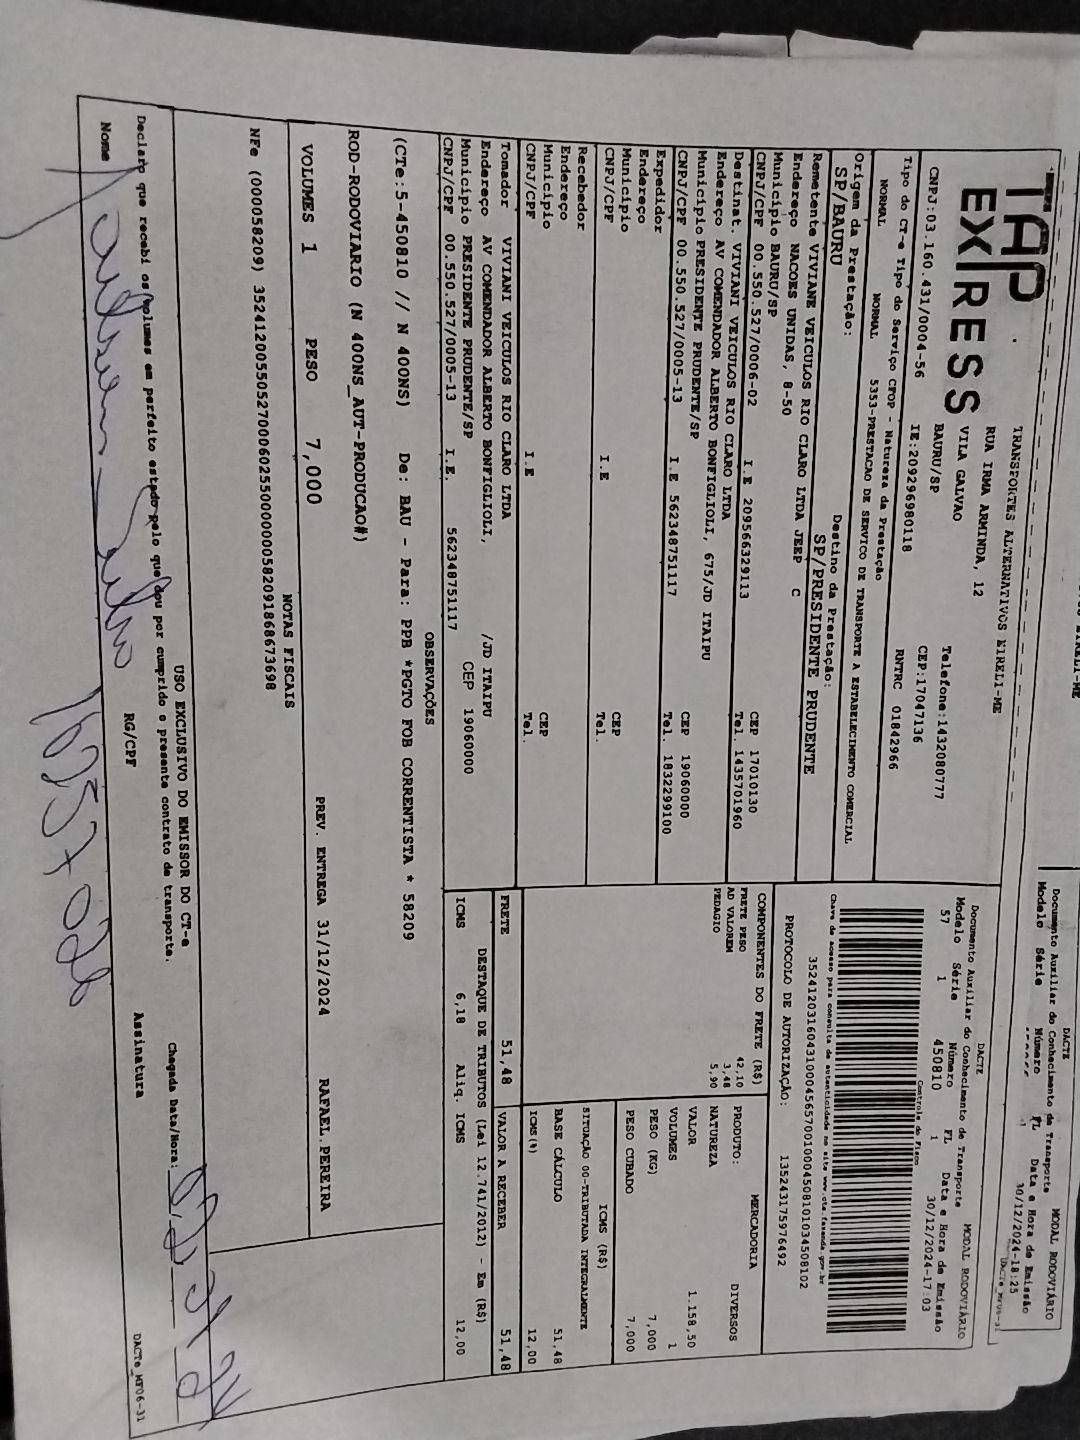 TAP EXPRESS
TRANSPORTES ALTERNATIVOS EIRELI-ME
RUA IRMA ARMINDA, 12
VILA GALVAO
BAURU/SP
Telefone:1432080777
CEP:17047136
CNPJ:03.160.431/0004-56 IE:209296980118 RNTRC 01842966
Tipo do CT-e Tipo do Serviço CFOP - Natureza da Prestação
NORMAL NORMAL 5353-PRESTACAO DE SERVICO DE TRANSPORTE A ESTABELECIMENTO COMERCIAL
Origem da Prestação: Destino da Prestação:
SP/BAURU SP/PRESIDENTE PRUDENTE
Remetente VIVIANE VEICULOS RIO CLARO LTDA JEEP C
Endereço NACOES UNIDAS, 8-50
Município BAURU/SP CEP 17010130
CNPJ/CPF 00.550.527/0006-02 I.E 209566329113 Tel. 1435701960
Destinat. VIVIANI VEICULOS RIO CLARO LTDA
Endereço AV COMENDADOR ALBERTO BONFIGLIOLI, 675/JD ITAIPU
Município PRESIDENTE PRUDENTE/SP CEP 19060000
CNPJ/CPF 00.550.527/0005-13 I.E 562348751117 Tel. 1832299100
Expedidor
Endereço
Município CEP
CNPJ/CPF I.E Tel.
Recebedor
Endereço
Município CEP
CNPJ/CPF I.E Tel.
Tomador VIVIANI VEICULOS RIO CLARO LTDA
Endereço AV COMENDADOR ALBERTO BONFIGLIOLI, /JD ITAIPU
Município PRESIDENTE PRUDENTE/SP CEP 19060000
CNPJ/CPF 00.550.527/0005-13 I.E. 562348751117
DACTE MODAL RODOVIÁRIO
Documento Auxiliar do Conhecimento de Transporte
Modelo Série Número FL Data e Hora de Emissão
57 1 450810 1 30/12/2024-17:03
Controle do Fisco
Chave de acesso para consulta de autenticidade no site www.cte.fazenda.gov.br
35241203160431000456570010004508101034508102
PROTOCOLO DE AUTORIZAÇÃO: 135243175976492
COMPONENTES DO FRETE (R$)
FRETE PESO 42,10
AD VALOREM 3,48
PEDAGIO 5,90
MERCADORIA
PRODUTO: DIVERSOS
NATUREZA
VALOR 1.158,50
VOLUMES 1
PESO (KG) 7,000
PESO CUBADO 7,000
ICMS (R$)
SITUAÇÃO 00-TRIBUTADA INTEGRALMENTE
BASE CÁLCULO 51,48
ICMS(%) 12,00
FRETE 51,48 VALOR A RECEBER 51,48
DESTAQUE DE TRIBUTOS (Lei 12.741/2012) - Em (R$)
ICMS 6,18 Aliq. ICMS 12,00
OBSERVAÇÕES
(CTe:5-450810 // N 400NS) De: BAU - Para: PPB *PGTO FOB CORRENTISTA * 58209
ROD-RODOVIARIO (N 400NS_AUT-PRODUCAO#)
VOLUMES 1 PESO 7,000 PREV. ENTREGA 31/12/2024 RAFAEL.PEREIRA
NOTAS FISCAIS
NFe (000058209) 35241200550527000602550000000582091868673698
USO EXCLUSIVO DO EMISSOR DO CT-e
Declaro que recebi os volumes em perfeito estado pelo que dou por cumprido o presente contrato de transporte. Chegada Data/Hora:
Nome RG/CPF Assinatura
DACTe_MF06-31
Documento Auxiliar do Conhecimento de Transporte MODAL RODOVIÁRIO
Modelo Série Número FL Data e Hora de Emissão
30/12/2024-18:25